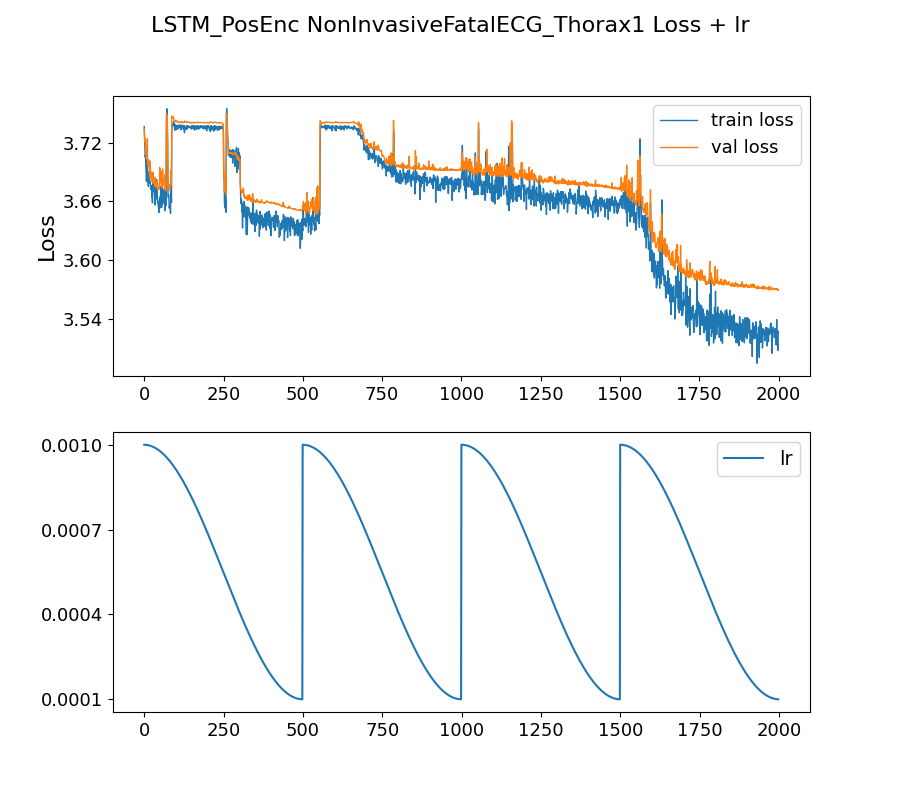 LSTM_PosEnc NonInvasiveFatalECG_Thorax1 Loss + lr
train loss
val loss
Loss
3.72
3.66
3.60
3.54
0 250 500 750 1000 1250 1500 1750 2000
lr
0.0010
0.0007
0.0004
0.0001
0 250 500 750 1000 1250 1500 1750 2000